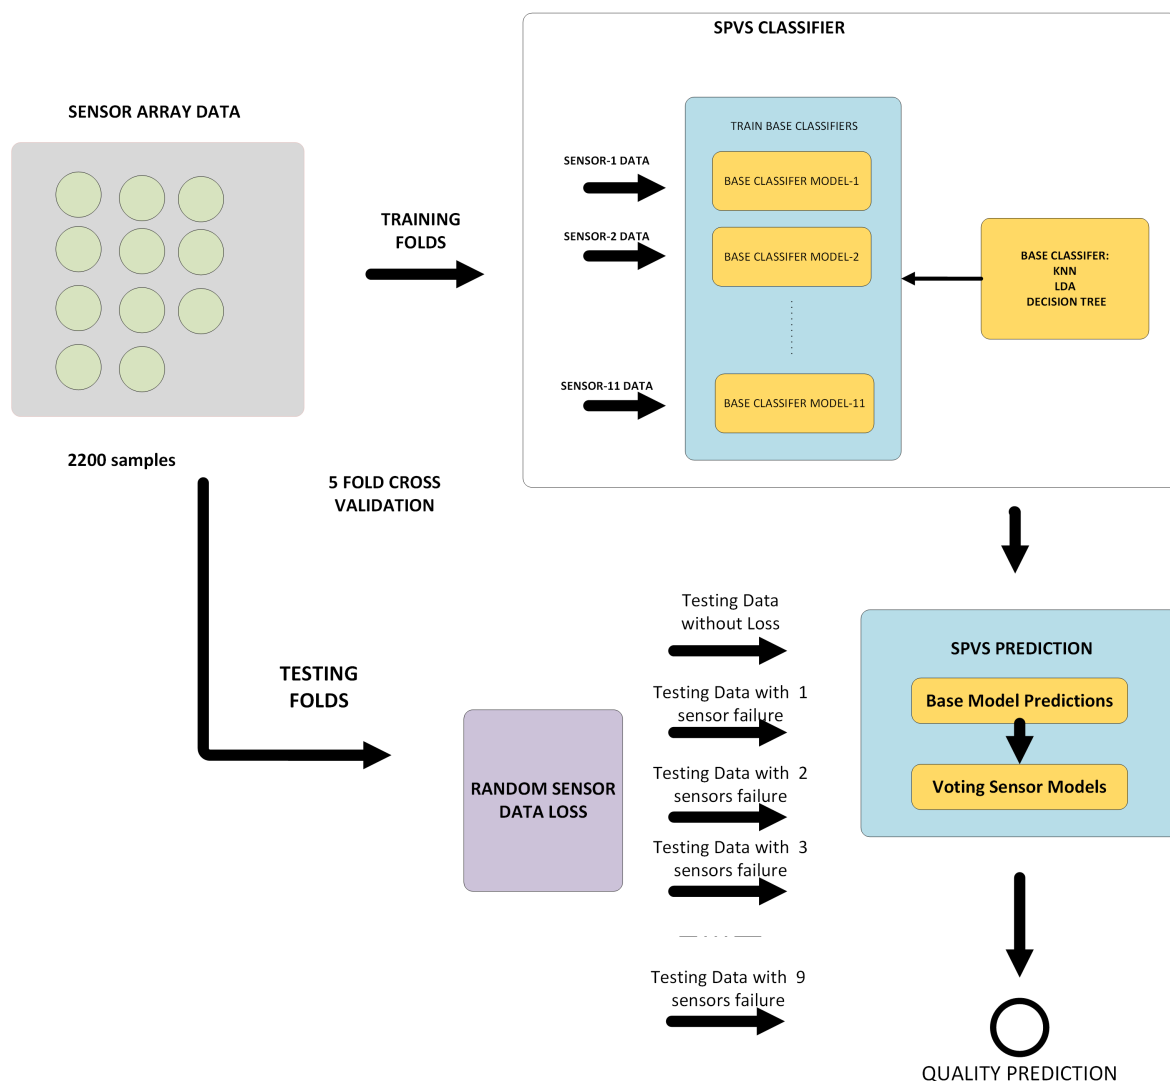 SPVS CLASSIFIER
SENSOR ARRAY DATA
TRAIN BASE CLASSIFIERS
SENSOR-1 DATA
BASE CLASSIFER MODEL-1
TRAINING
FOLDS
SENSOR-2 DATA
BASE CLASSIFER MODEL-2
BASE CLASSIFER:
KNN
LDA
DECISION TREE
SENSOR-11 DATA
BASE CLASSIFER MODEL-11
2200 samples
5 FOLD CROSS
VALIDATION
Testing Data
without Loss
SPVS PREDICTION
TESTING
FOLDS
Testing Data with 1
sensor failure
Base Model Predictions
RANDOM SENSOR
DATA LOSS
Testing Data with 2
sensors failure
Voting Sensor Models
Testing Data with 3
sensors failure
Testing Data with 9
sensors failure
QUALITY PREDICTION